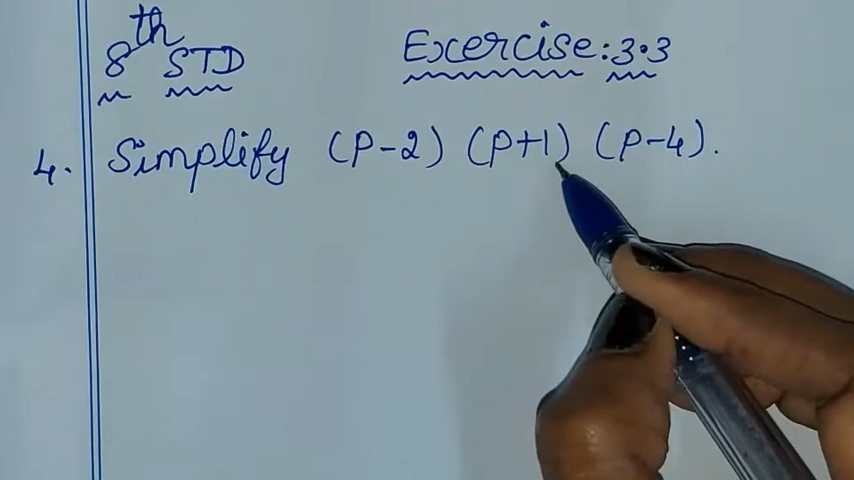 8th STD Exercise:3.3
4. Simplify (P-2) (P+1) (P-4).